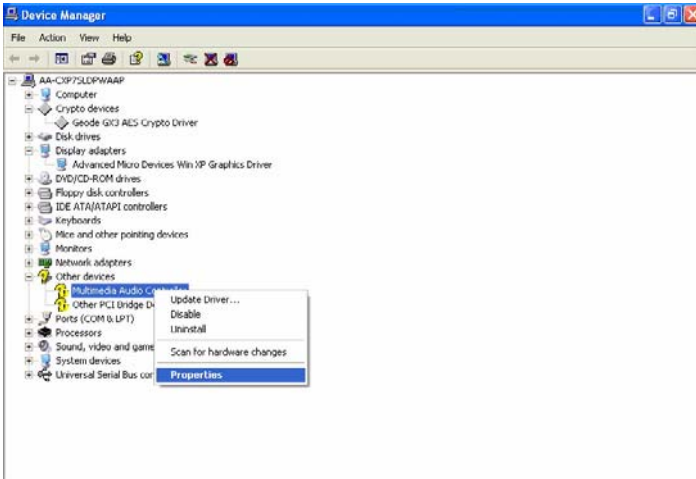 Device Manager
File Action View Help
AA-CXP7SLDPWAAP
Computer
Crypto devices
Geode GX3 AES Crypto Driver
Disk drives
Display adapters
Advanced Micro Devices Win XP Graphics Driver
DVD/CD-ROM drives
Floppy disk controllers
IDE ATA/ATAPI controllers
Keyboards
Mice and other pointing devices
Monitors
Network adapters
Other devices
Multimedia Audio
Other PCI Bridge
Ports (COM & LPT)
Processors
Sound, video and game
System devices
Universal Serial Bus
Update Driver...
Disable
Uninstall
Scan for hardware changes
Properties